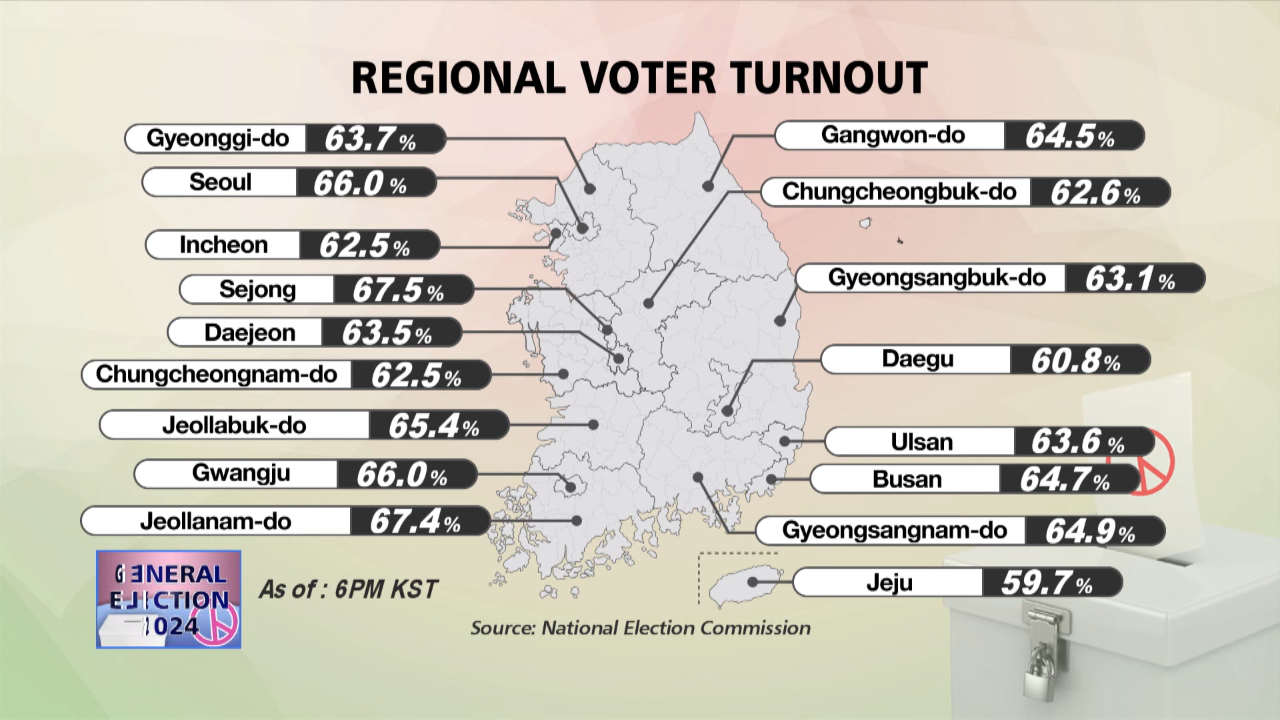 REGIONAL VOTER TURNOUT
Gyeonggi-do 63.7%
Seoul 66.0%
Incheon 62.5%
Sejong 67.5%
Daejeon 63.5%
Chungcheongnam-do 62.5%
Jeollabuk-do 65.4%
Gwangju 66.0%
Jeollanam-do 67.4%
Gangwon-do 64.5%
Chungcheongbuk-do 62.6%
Gyeongsangbuk-do 63.1%
Daegu 60.8%
Ulsan 63.6%
Busan 64.7%
Gyeongsangnam-do 64.9%
Jeju 59.7%
GENERAL
ELECTION
2024
As of : 6PM KST
Source: National Election Commission